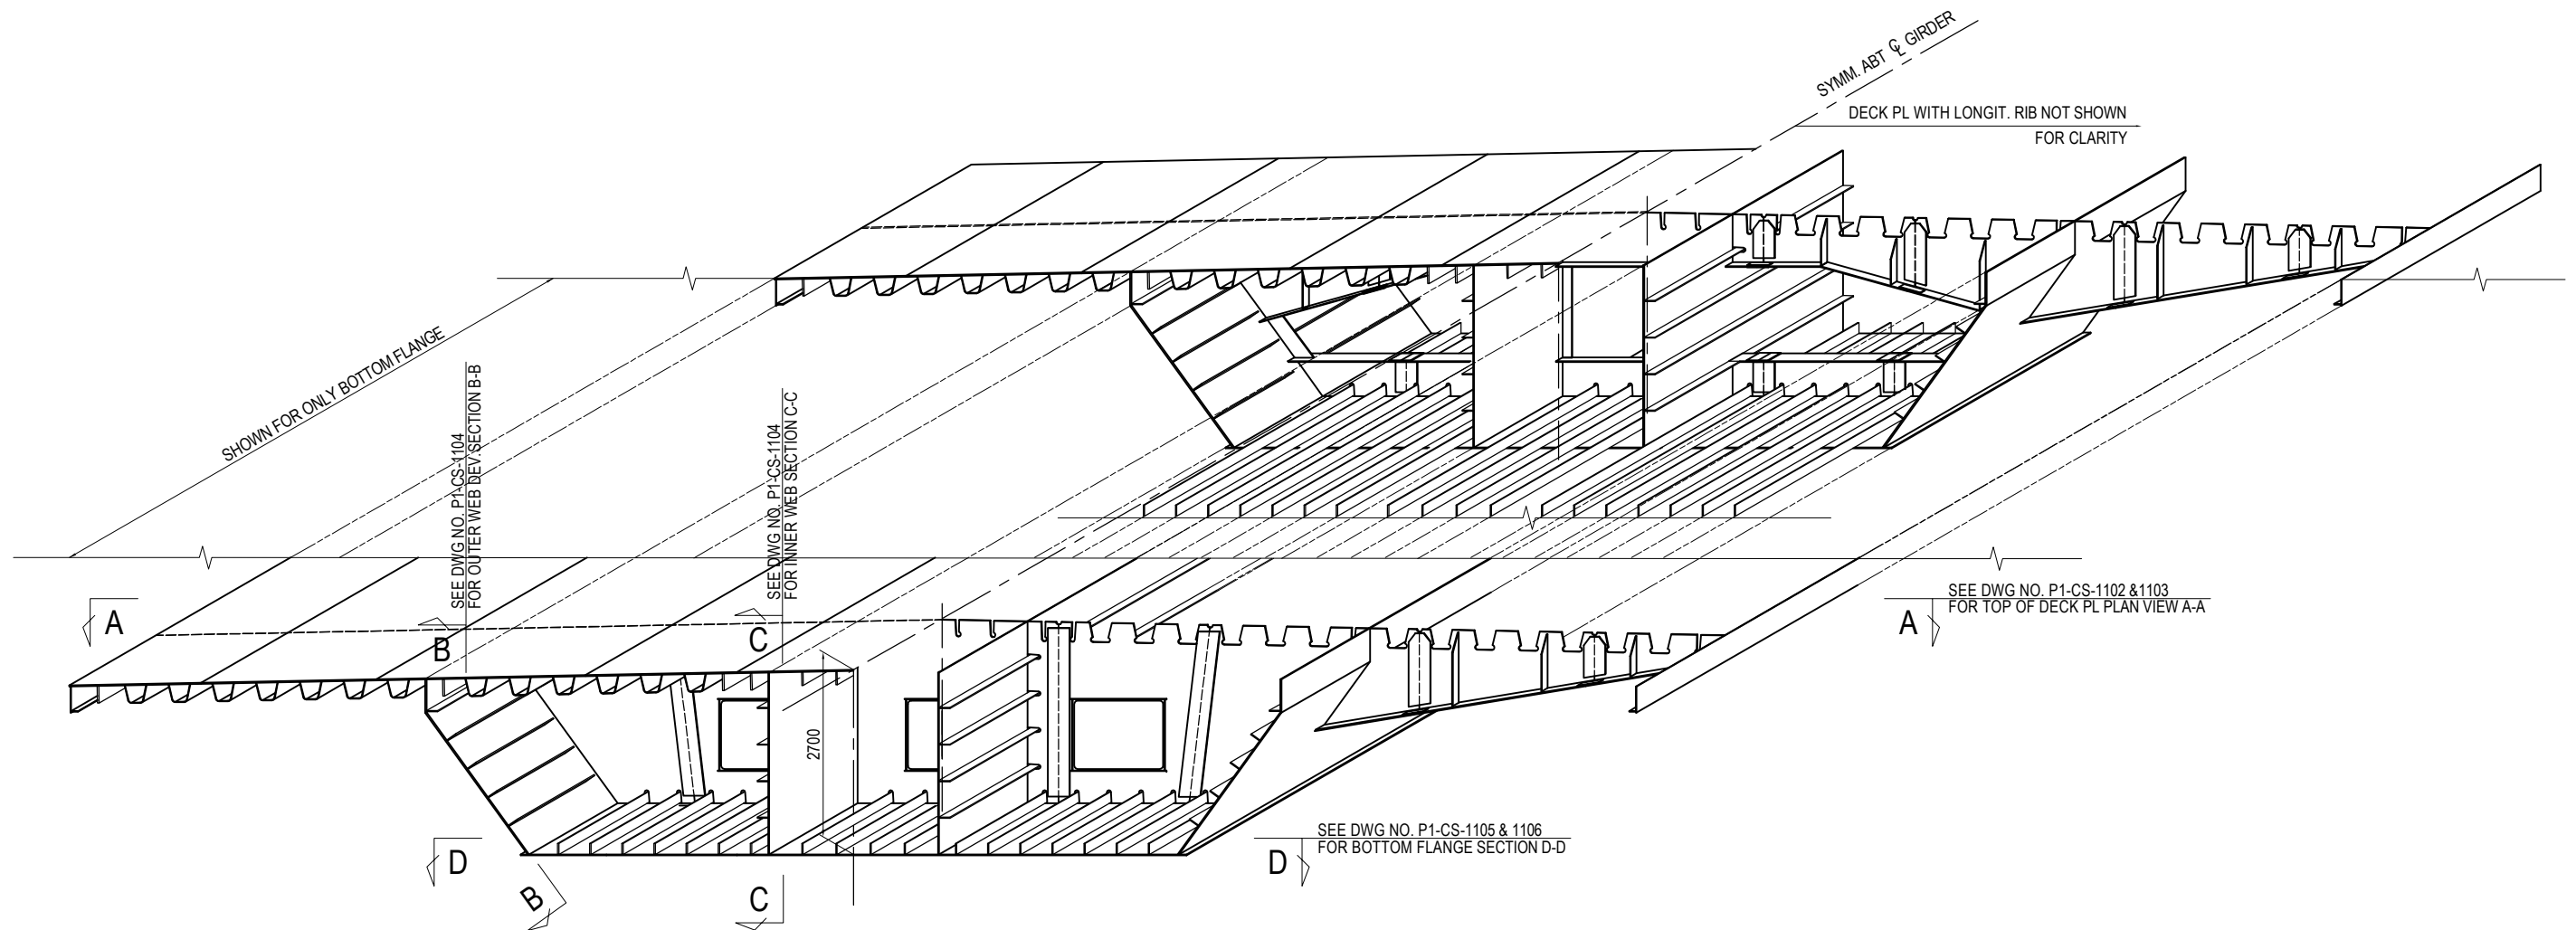 SYMM. ABT ℄ GIRDER
DECK PL WITH LONGIT. RIB NOT SHOWN
FOR CLARITY
SHOWN FOR ONLY BOTTOM FLANGE
SEE DWG NO. P1-CS-1104
FOR OUTER WEB DEV.SECTION B-B
SEE DWG NO. P1-CS-1104
FOR INNER WEB SECTION C-C
A
B
C
SEE DWG NO. P1-CS-1102 &1103
FOR TOP OF DECK PL PLAN VIEW A-A
A
2700
D
SEE DWG NO. P1-CS-1105 & 1106
FOR BOTTOM FLANGE SECTION D-D
D
B
C